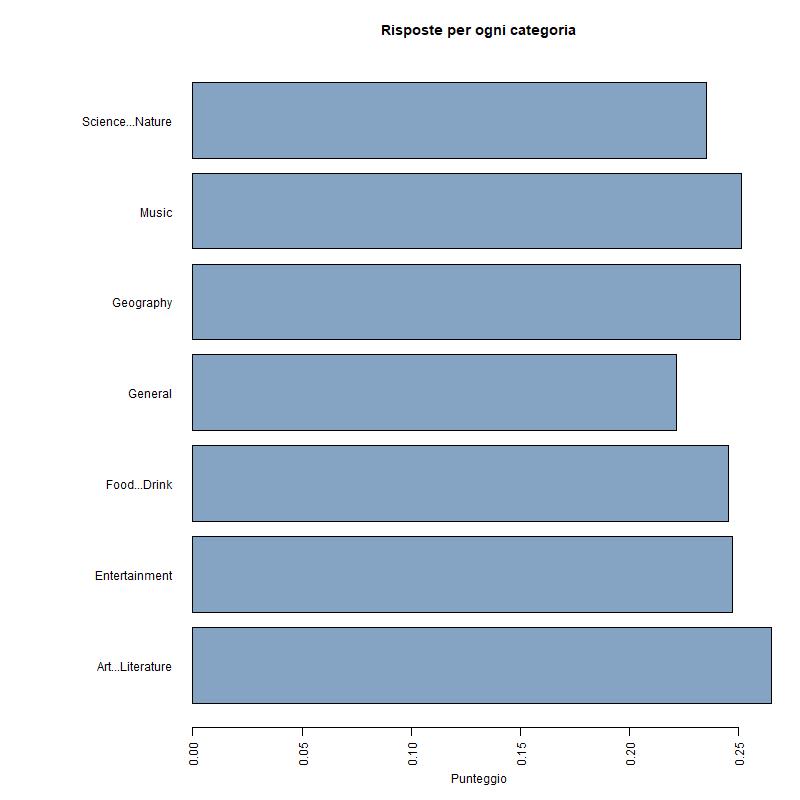 Risposte per ogni categoria
Science...Nature
Music
Geography
General
Food...Drink
Entertainment
Art...Literature
0.00 0.05 0.10 0.15 0.20 0.25
Punteggio